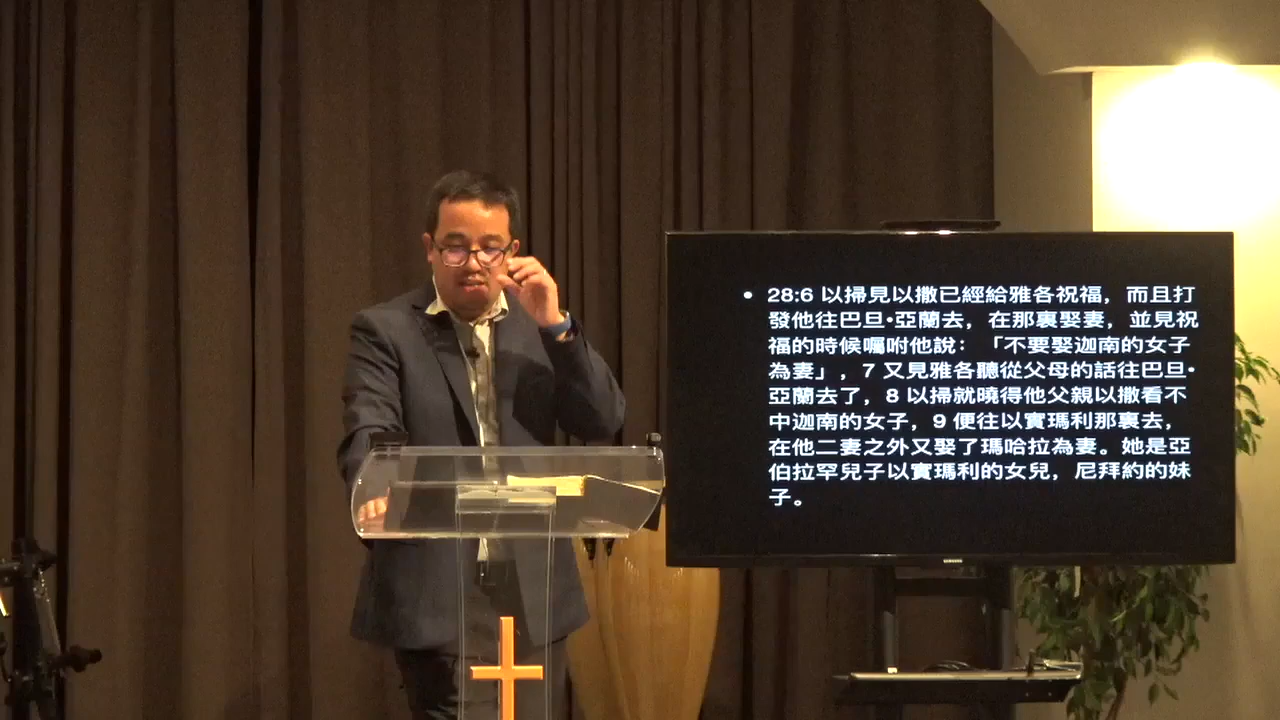 • 28:6 以掃見以撒已經給雅各祝福，而且打
發他往巴旦•亞蘭去，在那裏娶妻，並見祝
福的時候囑咐他說：「不要娶迦南的女子
為妻」，7 又見雅各聽從父母的話往巴旦•
亞蘭去了，8 以掃就曉得他父親以撒看不
中迦南的女子，9 便往以實瑪利那裏去，
在他二妻之外又娶了瑪哈拉為妻。她是亞
伯拉罕兒子以實瑪利的女兒，尼拜約的妹
子。